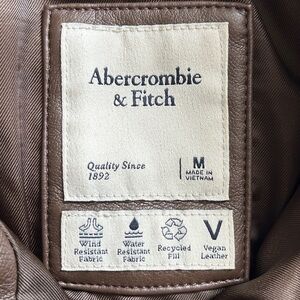 Abercrombie
& Fitch
Quality Since
1892
M
MADE IN
VIETNAM
Wind
Resistant
Fabric
Water
Resistant
Fabric
Recycled
Fill
V
Vegan
Leather